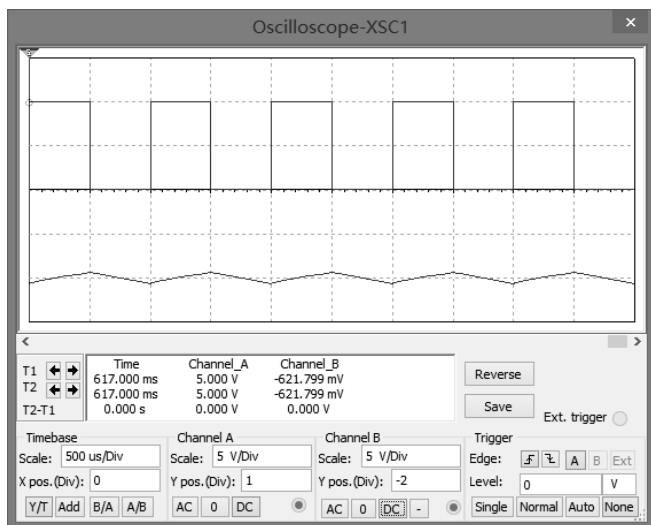 Oscilloscope-XSC1 ×
Time Channel_A Channel_B
T1 617.000 ms 5.000 V -621.799 mV
T2 617.000 ms 5.000 V -621.799 mV
T2-T1 0.000 s 0.000 V 0.000 V
Reverse
Save
Ext. trigger
Timebase Channel A Channel B Trigger
Scale: 500 us/Div Scale: 5 V/Div Scale: 5 V/Div Edge: A B Ext
X pos.(Div): 0 Y pos.(Div): 1 Y pos.(Div): -2 Level: 0 V
Y/T Add B/A A/B AC 0 DC AC 0 DC - Single Normal Auto None